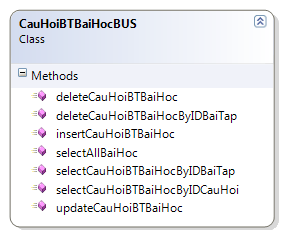 CauHoiBTBaiHocBUS
Class
Methods
deleteCauHoiBTBaiHoc
deleteCauHoiBTBaiHocByIDBaiTap
insertCauHoiBTBaiHoc
selectAllBaiHoc
selectCauHoiBTBaiHocByIDBaiTap
selectCauHoiBTBaiHocByIDCauHoi
updateCauHoiBTBaiHoc